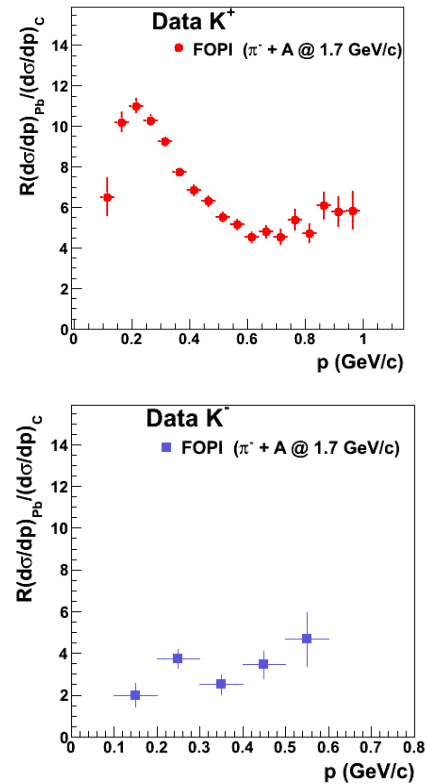 Data K⁺
FOPI (π⁻ + A @ 1.7 GeV/c)
R(dσ/dp)Pb/(dσ/dp)C
14
12
10
8
6
4
2
0
0 0.2 0.4 0.6 0.8 1
p (GeV/c)
Data K⁻
FOPI (π⁻ + A @ 1.7 GeV/c)
R(dσ/dp)Pb/(dσ/dp)C
14
12
10
8
6
4
2
0
0 0.1 0.2 0.3 0.4 0.5 0.6 0.7 0.8
p (GeV/c)